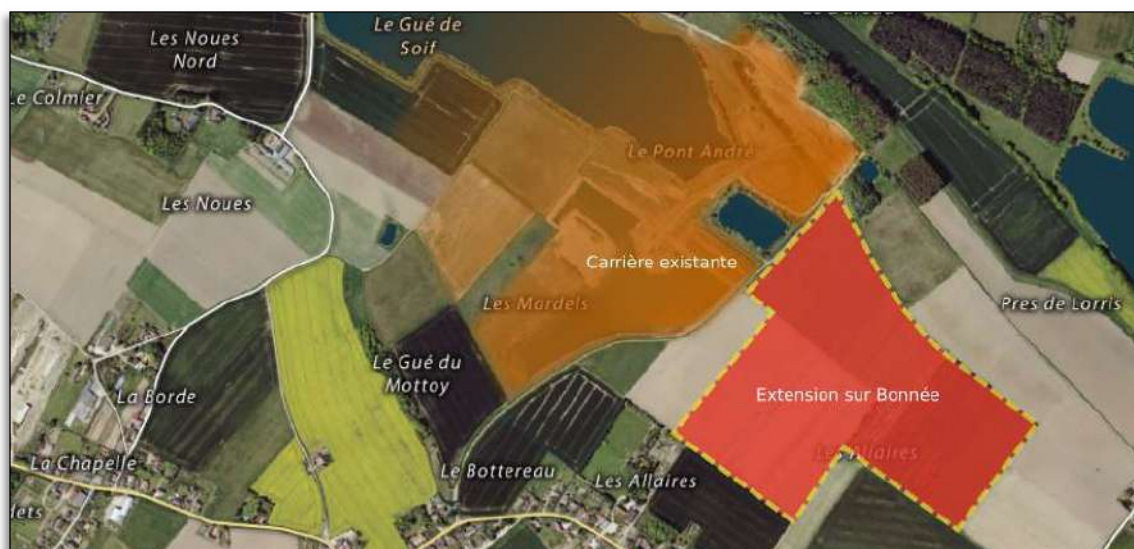 Le Gué de
Soif
Les Noues
Nord
Le Colmier
Le Pont André
Les Noues
Carrière existante
Les Mardels
Pres de Lorris
Le Gué du
Mottoy
La Borde
Extension sur Bonnée
Les Allaires
La Chapelle
Le Bottereau
Les Allaires